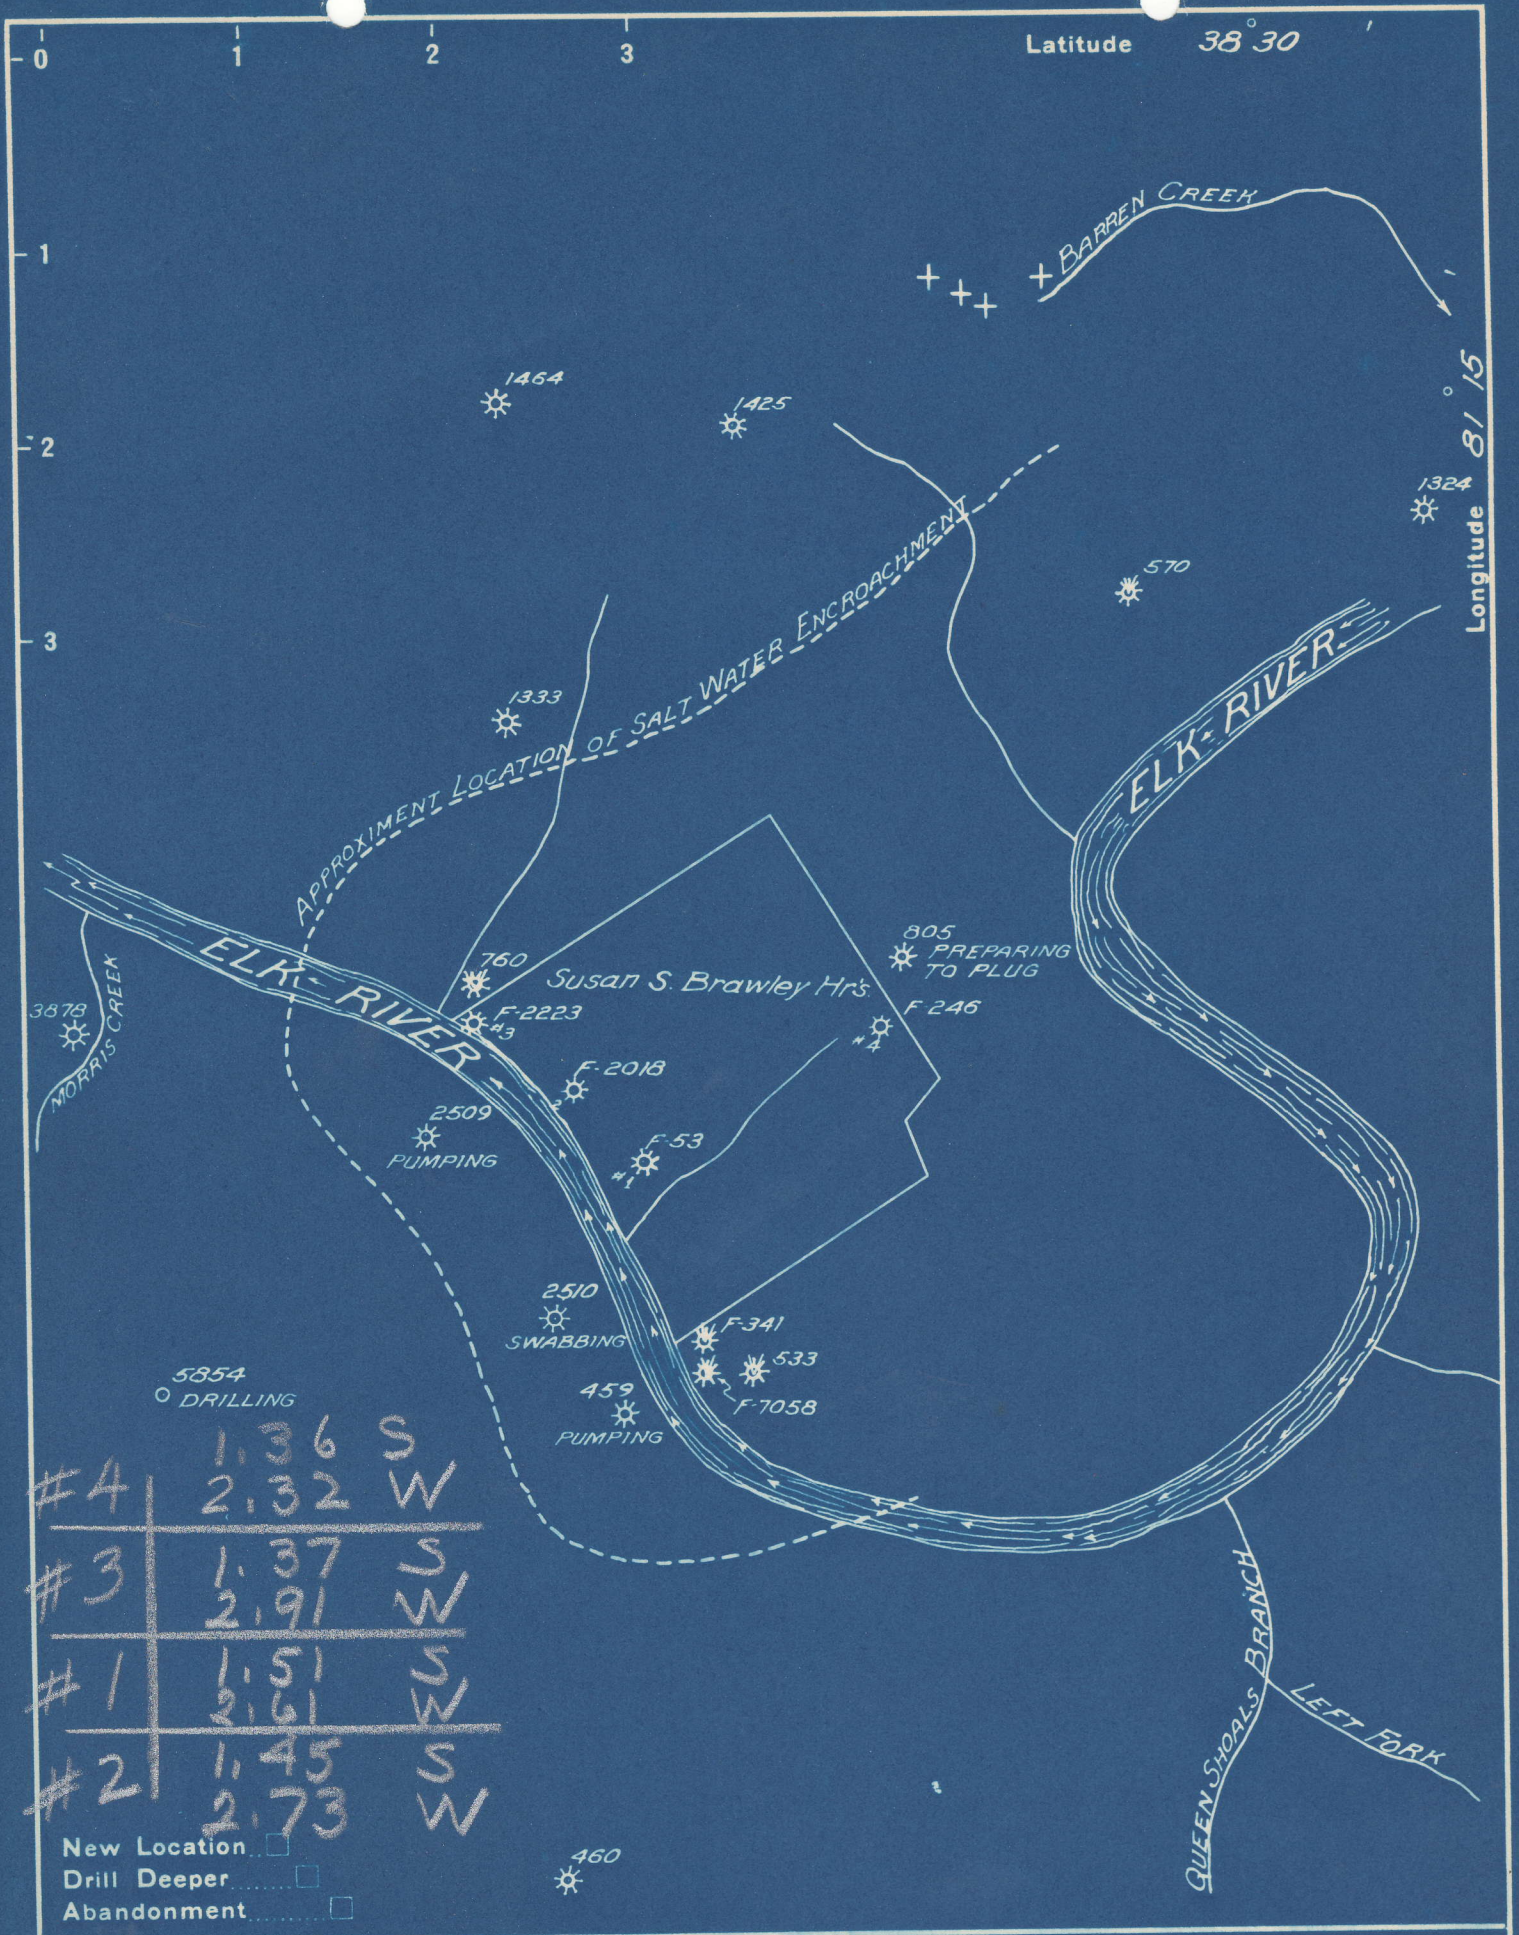 0 1 2 3
Latitude 38° 30'
1
2
3
Longitude 81° 15'
BARREN CREEK
1464
1425
1324
570
1333
APPROXIMENT LOCATION OF SALT WATER ENCROACHMENT
ELK RIVER
ELK RIVER
760
Susan S. Brawley Hrs.
805
PREPARING
TO PLUG
F-2223
#3
F-246
#4
3878
MORRIS CREEK
F-2018
2
2509
PUMPING
F-53
#1
2510
SWABBING
F-341
533
F-7058
459
PUMPING
5854
DRILLING
#4 1.36 S
2.32 W
#3 1.37 S
2.91 W
#1 1.51 S
2.61 W
#2 1.45 S
2.73 W
QUEEN SHOALS BRANCH
LEFT FORK
460
New Location
Drill Deeper
Abandonment